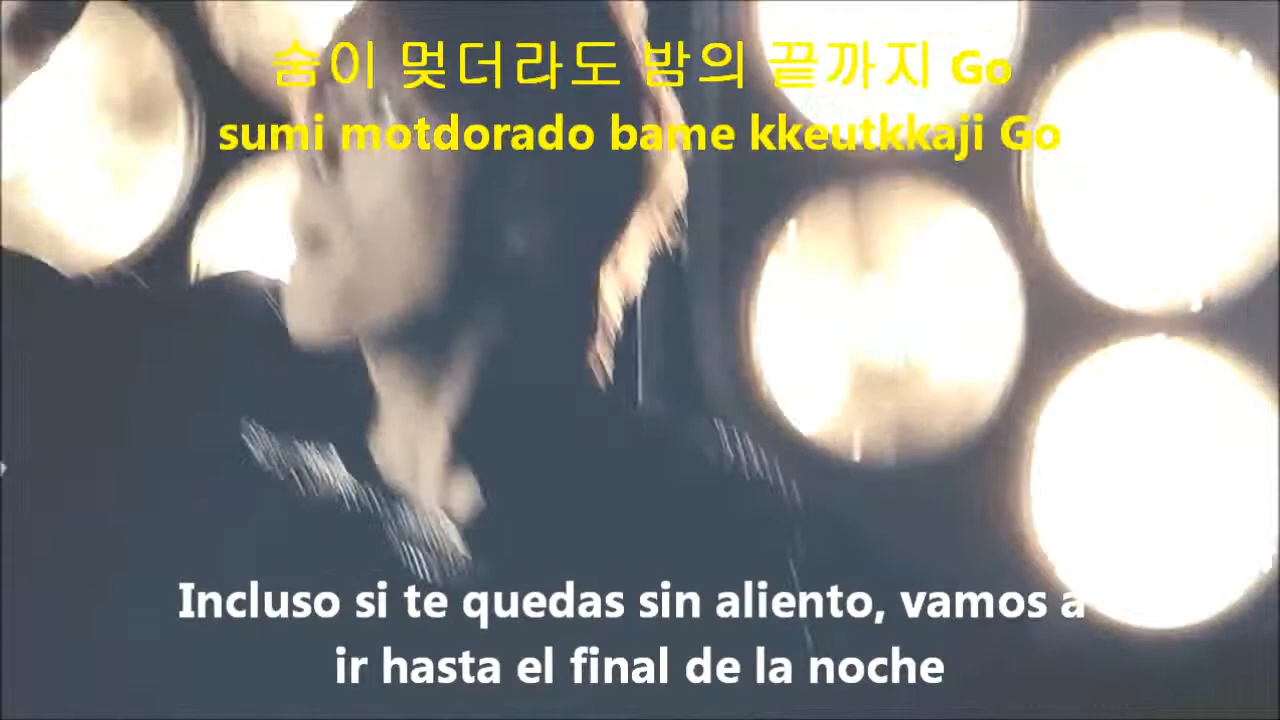 숨이 멎더라도 밤의 끝까지 Go
sumi motdorado bame kkeutkkaji Go
Incluso si te quedas sin aliento, vamos a
ir hasta el final de la noche